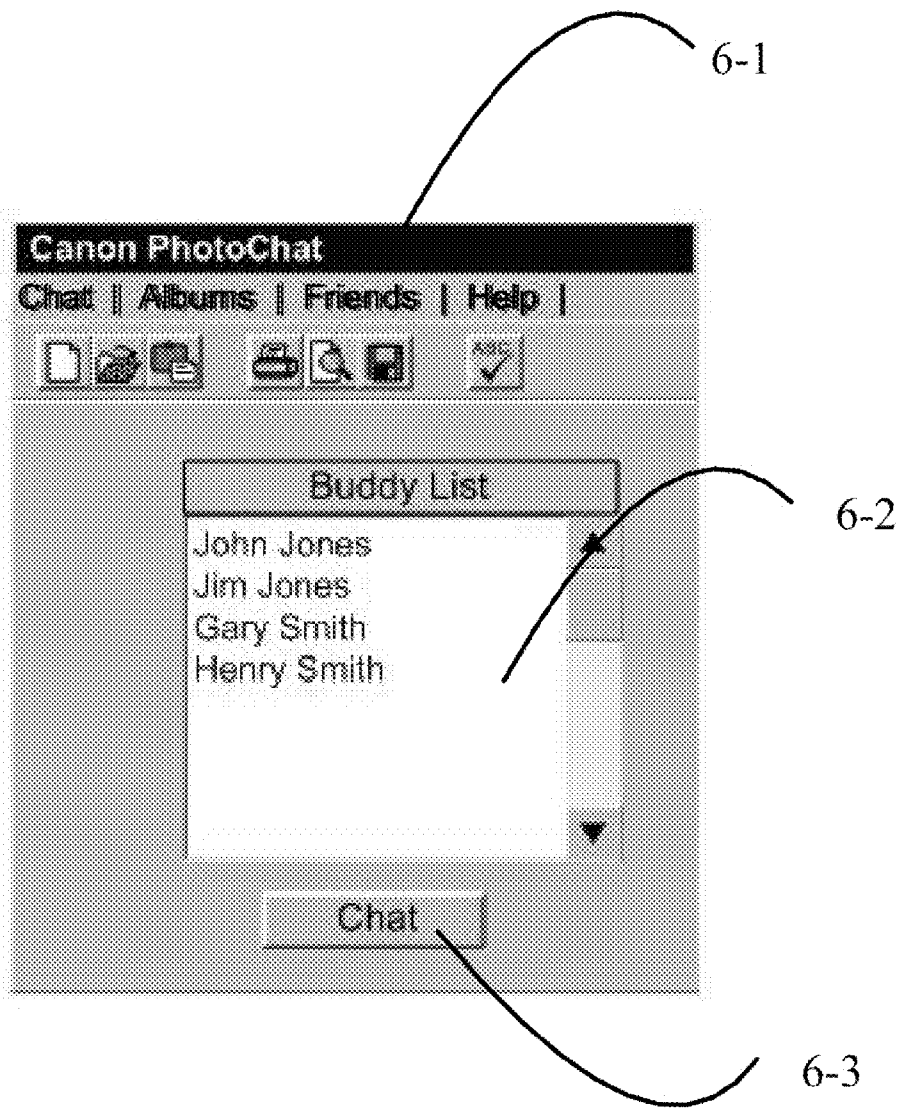 6-1
Canon PhotoChat
Chat || Albums || Friends | Help |
ABC
Buddy List
6-2
John Jones
Jim Jones
Gary Smith
Henry Smith
Chat
6-3